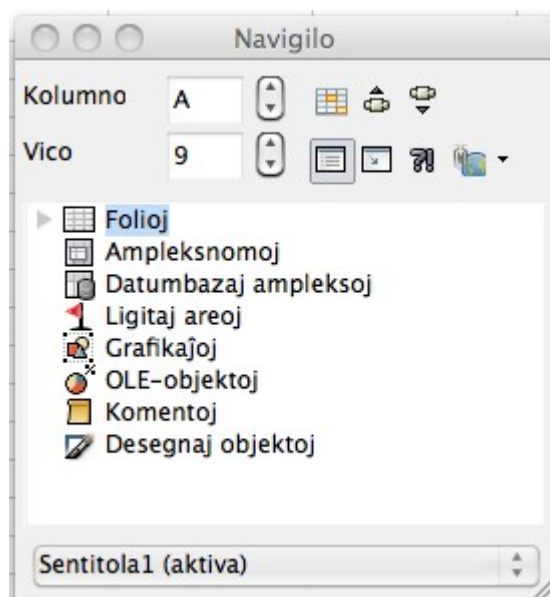 Navigilo
Kolumno A
Vico 9
Folioj
Ampleksnomoj
Datumbazaj ampleksoj
Ligitaj areoj
Grafikaĵoj
OLE-objektoj
Komentoj
Desegnaj objektoj
Sentitola1 (aktiva)